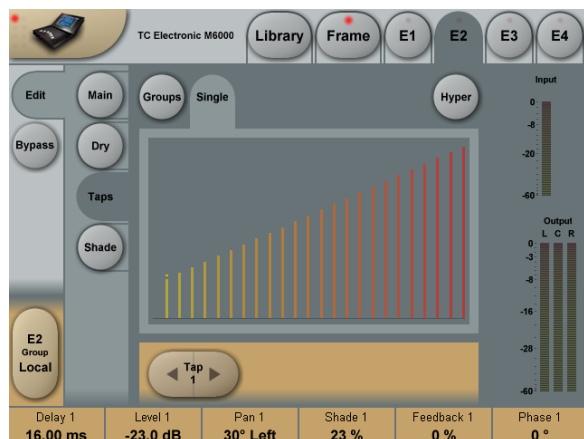 TC Electronic M6000
Library
Frame
E1
E2
E3
E4
Edit
Main
Groups
Single
Hyper
Input
0
-8
-20
-60
Bypass
Dry
Taps
Shade
Output
L C R
0
-3
-8
-16
-28
-60
E2
Group
Local
Tap
1
Delay 1
Level 1
Pan 1
Shade 1
Feedback 1
Phase 1
16.00 ms
-23.0 dB
30° Left
23 %
0 %
0 °